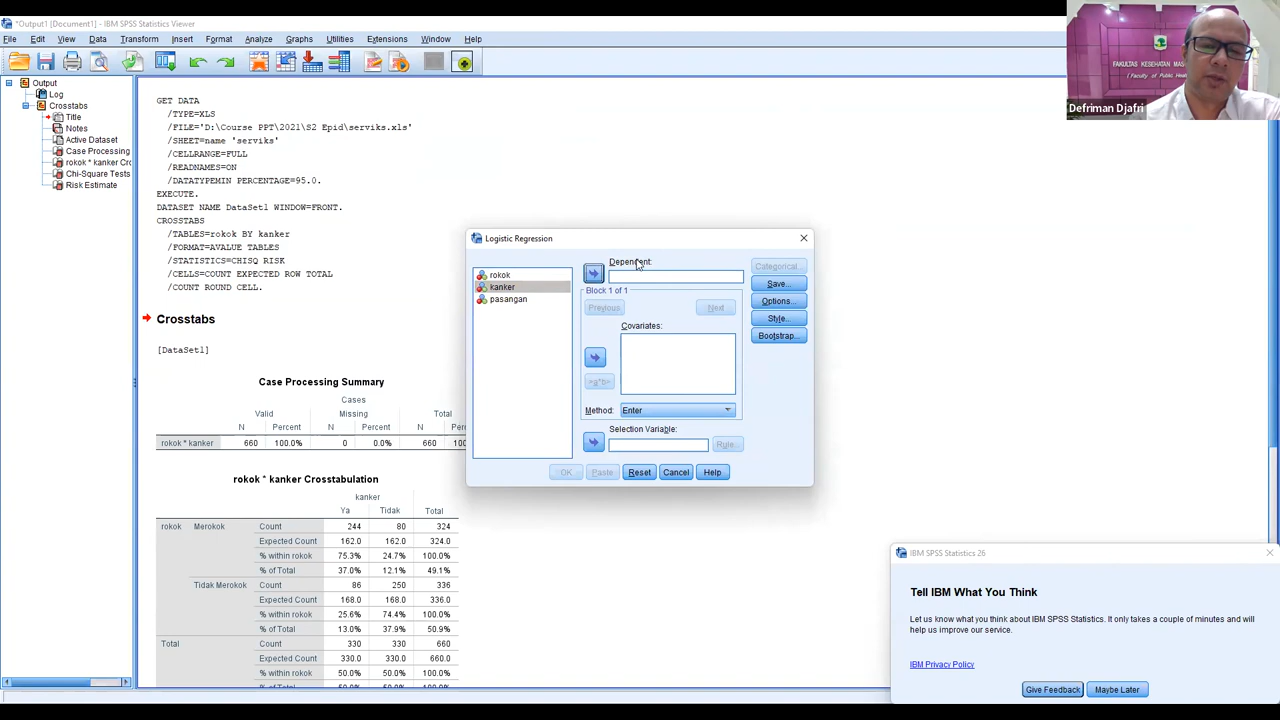 *Output1 [Document1] - IBM SPSS Statistics Viewer
File Edit View Data Transform Insert Format Analyze Graphs Utilities Extensions Window Help
Output
Log
Crosstabs
Title
Notes
Active Dataset
Case Processing
rokok * kanker Cro
Chi-Square Tests
Risk Estimate
GET DATA
/TYPE=XLS
/FILE='D:\Course PPT\2021\S2 Epid\serviks.xls'
/SHEET=name 'serviks'
/CELLRANGE=FULL
/READNAMES=ON
/DATATYPEMIN PERCENTAGE=95.0.
EXECUTE.
DATASET NAME DataSet1 WINDOW=FRONT.
CROSSTABS
/TABLES=rokok BY kanker
/FORMAT=AVALUE TABLES
/STATISTICS=CHISQ RISK
/CELLS=COUNT EXPECTED ROW TOTAL
/COUNT ROUND CELL.
Crosstabs
[DataSet1]
Case Processing Summary
Cases
Valid Missing Total
N Percent N Percent N Perc
rokok * kanker 660 100.0% 0 0.0% 660 100
rokok * kanker Crosstabulation
kanker
Ya Tidak Total
rokok Merokok Count 244 80 324
Expected Count 162.0 162.0 324.0
% within rokok 75.3% 24.7% 100.0%
% of Total 37.0% 12.1% 49.1%
Tidak Merokok Count 86 250 336
Expected Count 168.0 168.0 336.0
% within rokok 25.6% 74.4% 100.0%
% of Total 13.0% 37.9% 50.9%
Total Count 330 330 660
Expected Count 330.0 330.0 660.0
% within rokok 50.0% 50.0% 100.0%
Logistic Regression
rokok
kanker
pasangan
Dependent:
Block 1 of 1
Previous Next
Covariates:
>a*b>
Method: Enter
Selection Variable:
Rule...
OK Paste Reset Cancel Help
Categorical...
Save...
Options...
Style...
Bootstrap...
FAKULTAS KESEHATAN MAS
(Faculty of Public Heal
Defriman Djafri
IBM SPSS Statistics 26
Tell IBM What You Think
Let us know what you think about IBM SPSS Statistics. It only takes a couple of minutes and will
help us improve our service.
IBM Privacy Policy
Give Feedback Maybe Later